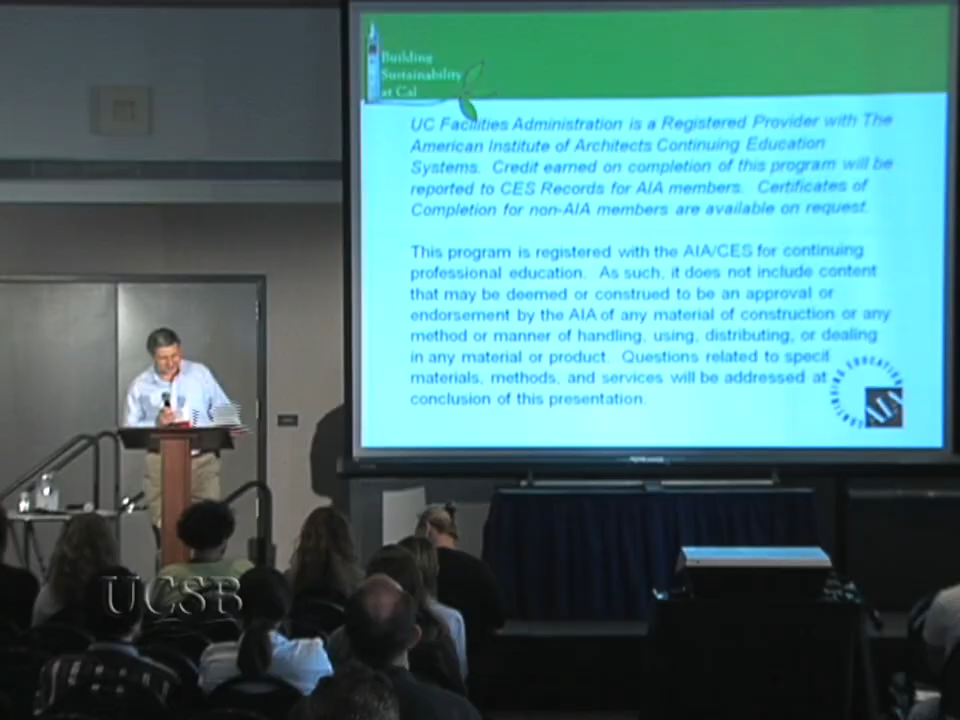 Building
Sustainability
at Cal
UC Facilities Administration is a Registered Provider with The
American Institute of Architects Continuing Education
Systems. Credit earned on completion of this program will be
reported to CES Records for AIA members. Certificates of
Completion for non-AIA members are available on request.
This program is registered with the AIA/CES for continuing
professional education. As such, it does not include content
that may be deemed or construed to be an approval or
endorsement by the AIA of any material of construction or any
method or manner of handling, using, distributing, or dealing
in any material or product. Questions related to specif
materials, methods, and services will be addressed at
conclusion of this presentation.
CONTINUING EDUCATION
AIA
UCSB